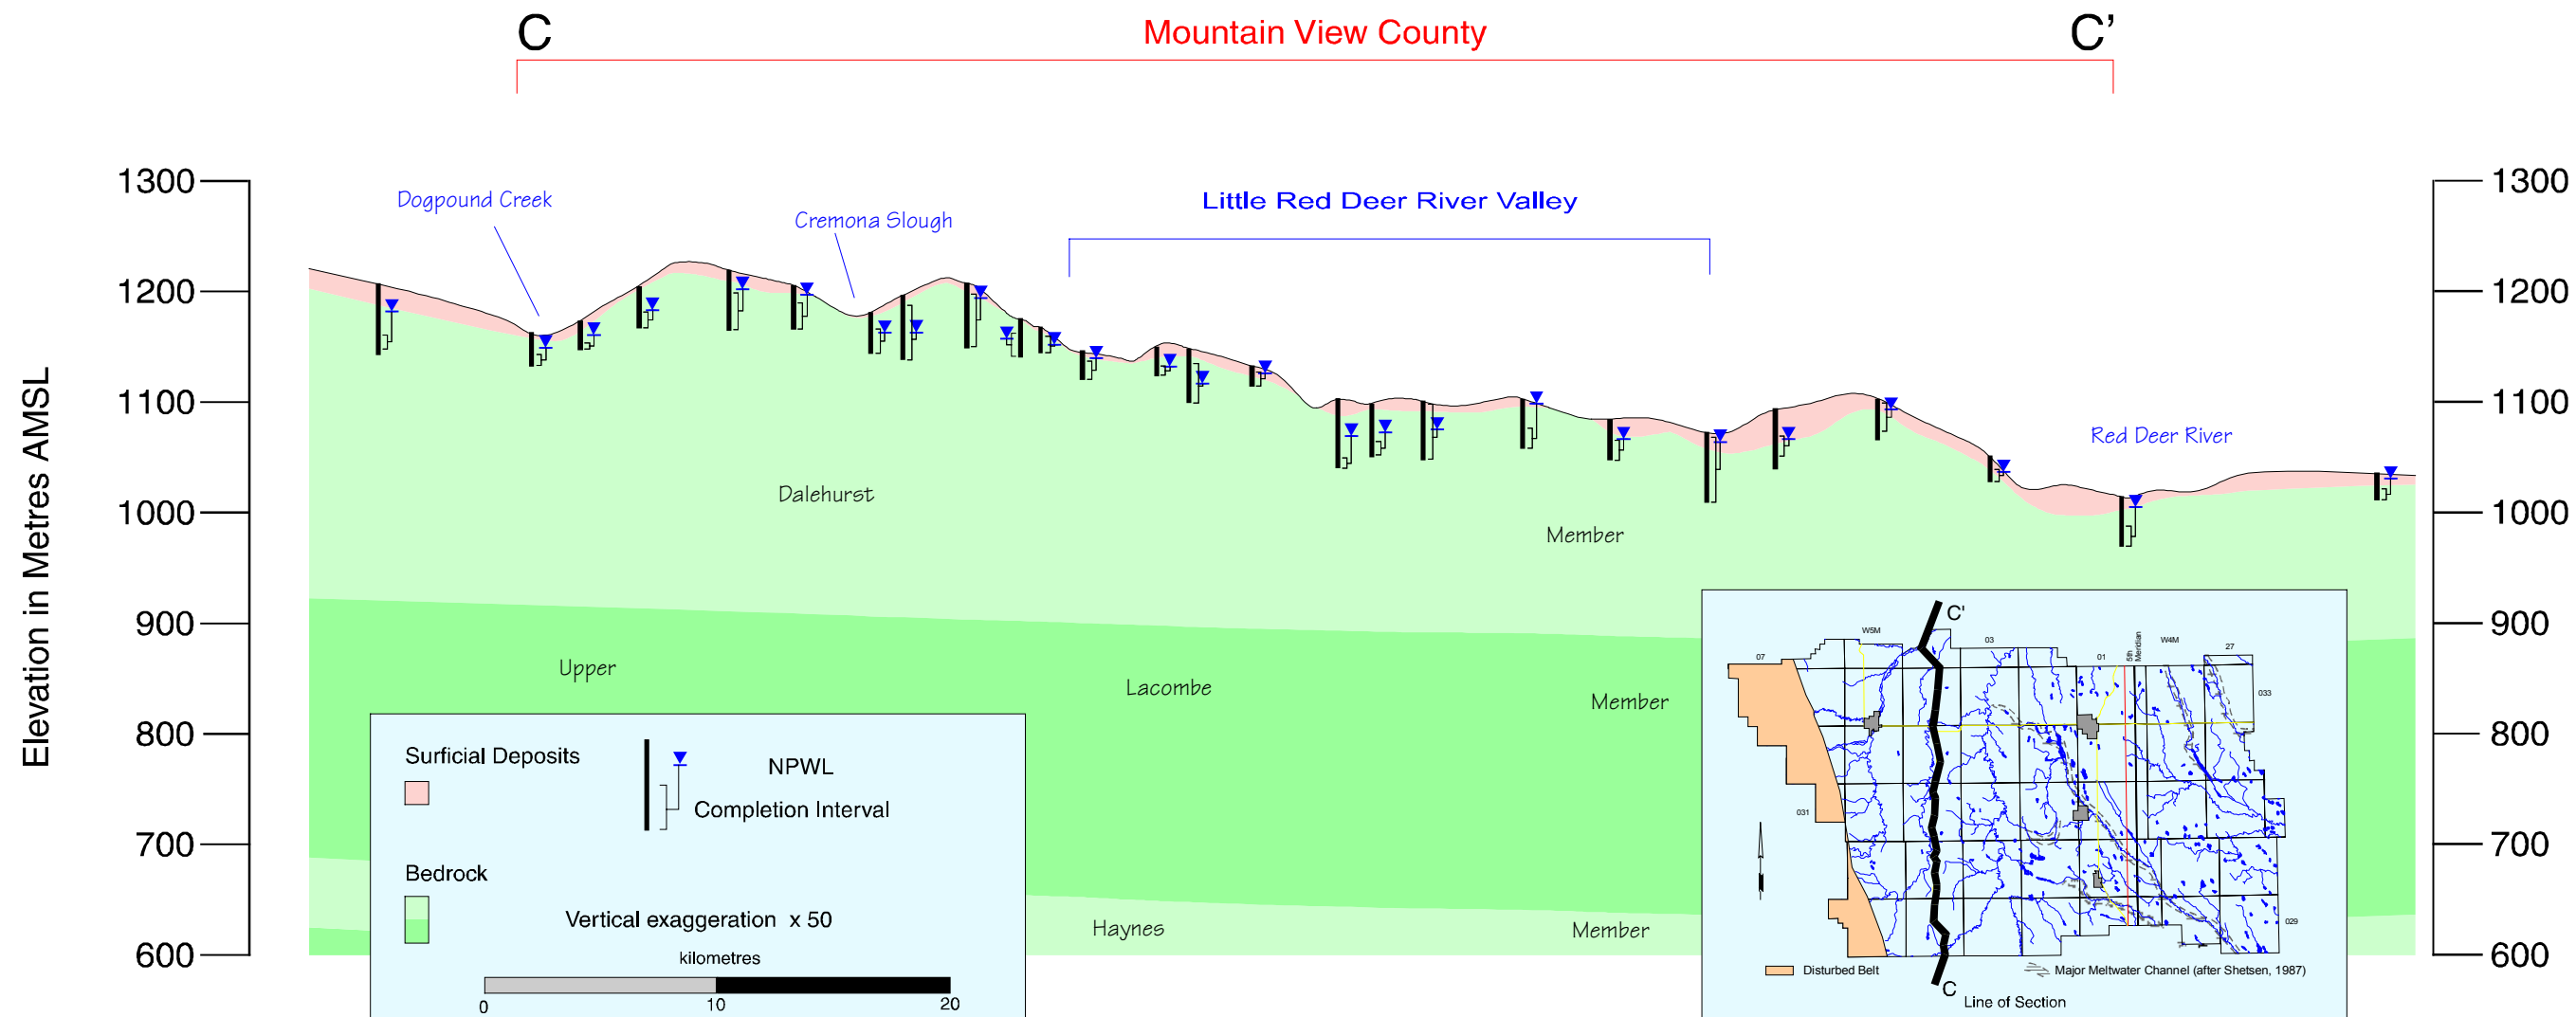 C
Mountain View County
C’
1300
1200
1100
1000
900
800
700
600
Elevation in Metres AMSL
Dogpound Creek
Cremona Slough
Little Red Deer River Valley
Red Deer River
1300
1200
1100
1000
900
800
700
600
Dalehurst
Member
Upper
Lacombe
Member
Haynes
Member
Surficial Deposits
NPWL
Completion Interval
Bedrock
Vertical exaggeration x 50
kilometres
0
10
20
C'
W5M
07
03
01
5th
Meridian
W4M
27
033
031
029
Disturbed Belt
Major Meltwater Channel (after Shetsen, 1987)
C
Line of Section